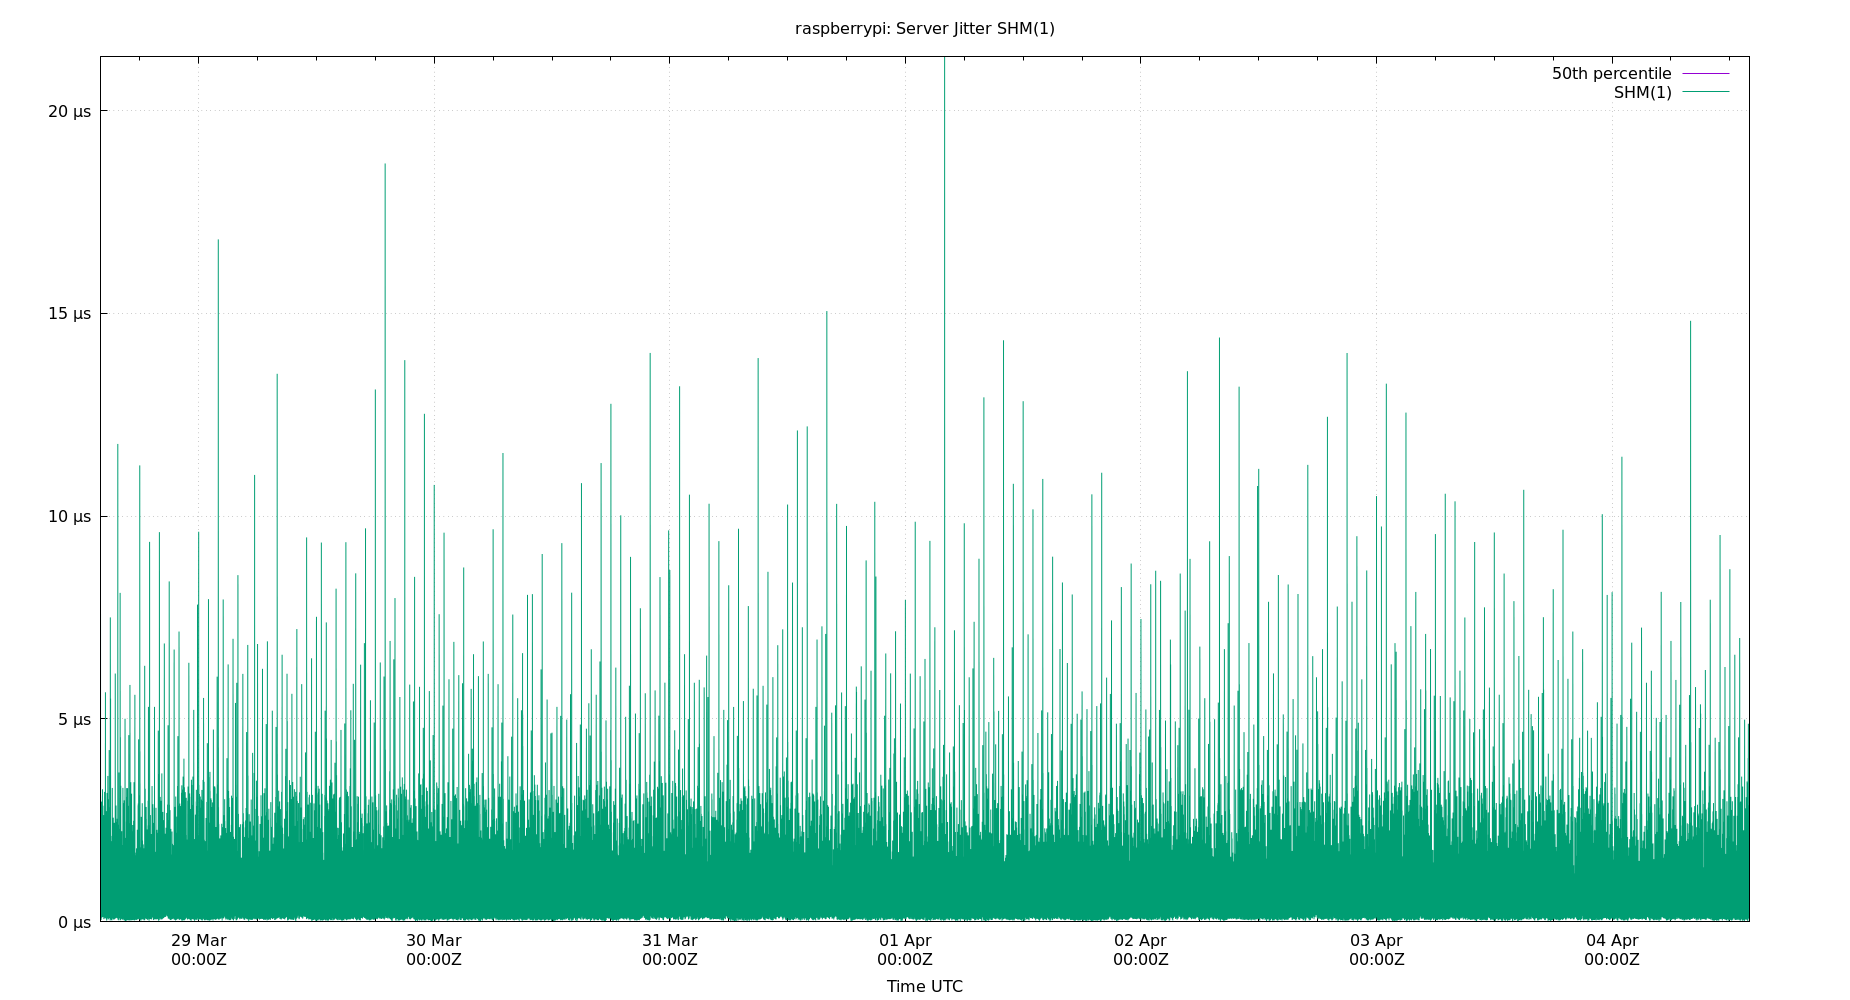 raspberrypi: Server Jitter SHM(1)
50th percentile
SHM(1)
20 µs
15 µs
10 µs
5 µs
0 µs
29 Mar
00:00Z
30 Mar
00:00Z
31 Mar
00:00Z
01 Apr
00:00Z
02 Apr
00:00Z
03 Apr
00:00Z
04 Apr
00:00Z
Time UTC